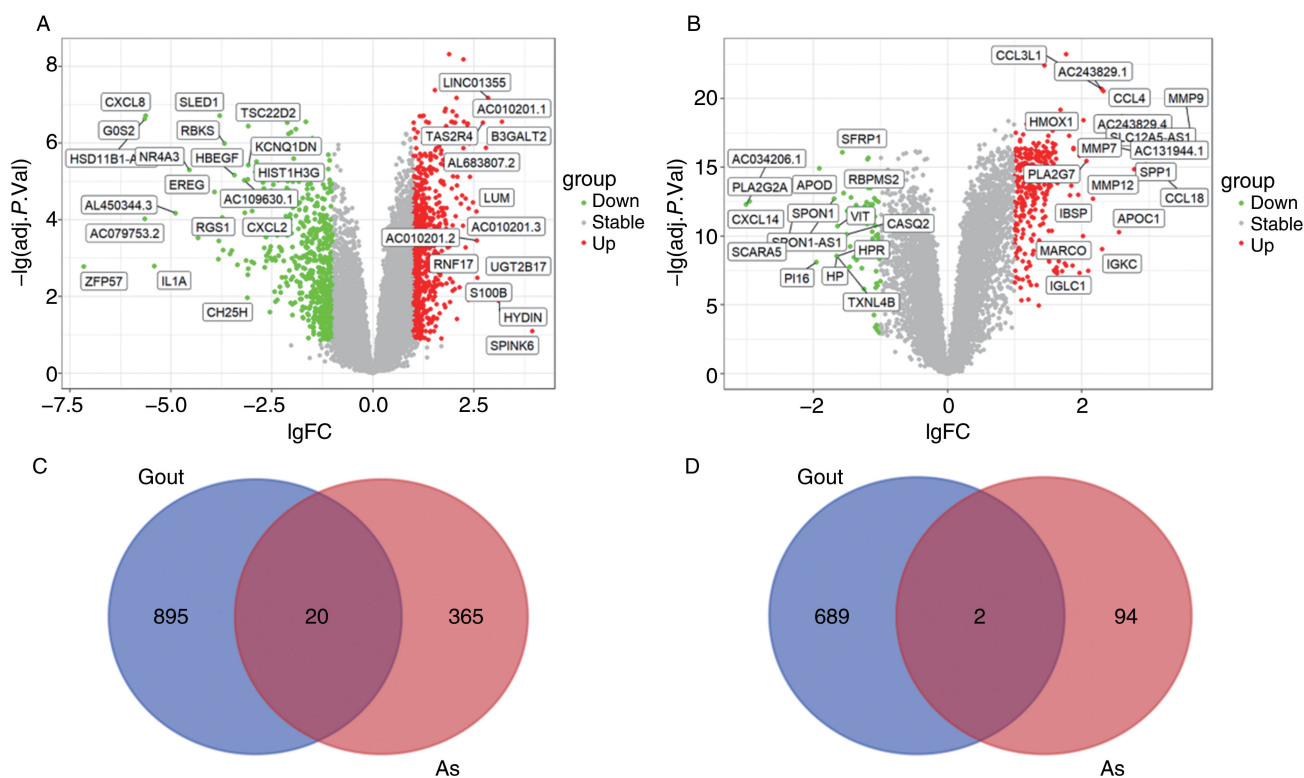 A
B
8
6
4
2
0
−lg(adj.P.Val)
−7.5
−5.0
−2.5
0.0
2.5
lgFC
LINC01355
CXCL8
SLED1
TSC22D2
AC010201.1
G0S2
RBKS
TAS2R4
B3GALT2
KCNQ1DN
HSD11B1-A
NR4A3
HBEGF
AL683807.2
HIST1H3G
EREG
AC109630.1
LUM
AL450344.3
RGS1
CXCL2
AC010201.3
AC079753.2
AC010201.2
RNF17
UGT2B17
ZFP57
IL1A
S100B
CH25H
HYDIN
SPINK6
group
Down
Stable
Up
20
15
10
5
0
−lg(adj.P.Val)
−2
0
2
lgFC
CCL3L1
AC243829.1
CCL4
MMP9
HMOX1
AC243829.4
SLC12A5-AS1
SFRP1
MMP7
AC131944.1
AC034206.1
PLA2G7
SPP1
RBPMS2
PLA2G2A
APOD
MMP12
CCL18
CXCL14
SPON1
VIT
IBSP
APOC1
CASQ2
SPON1-AS1
SCARA5
HPR
MARCO
PI16
HP
IGKC
IGLC1
TXNL4B
group
Down
Stable
Up
C
Gout
895
20
365
As
D
Gout
689
2
94
As